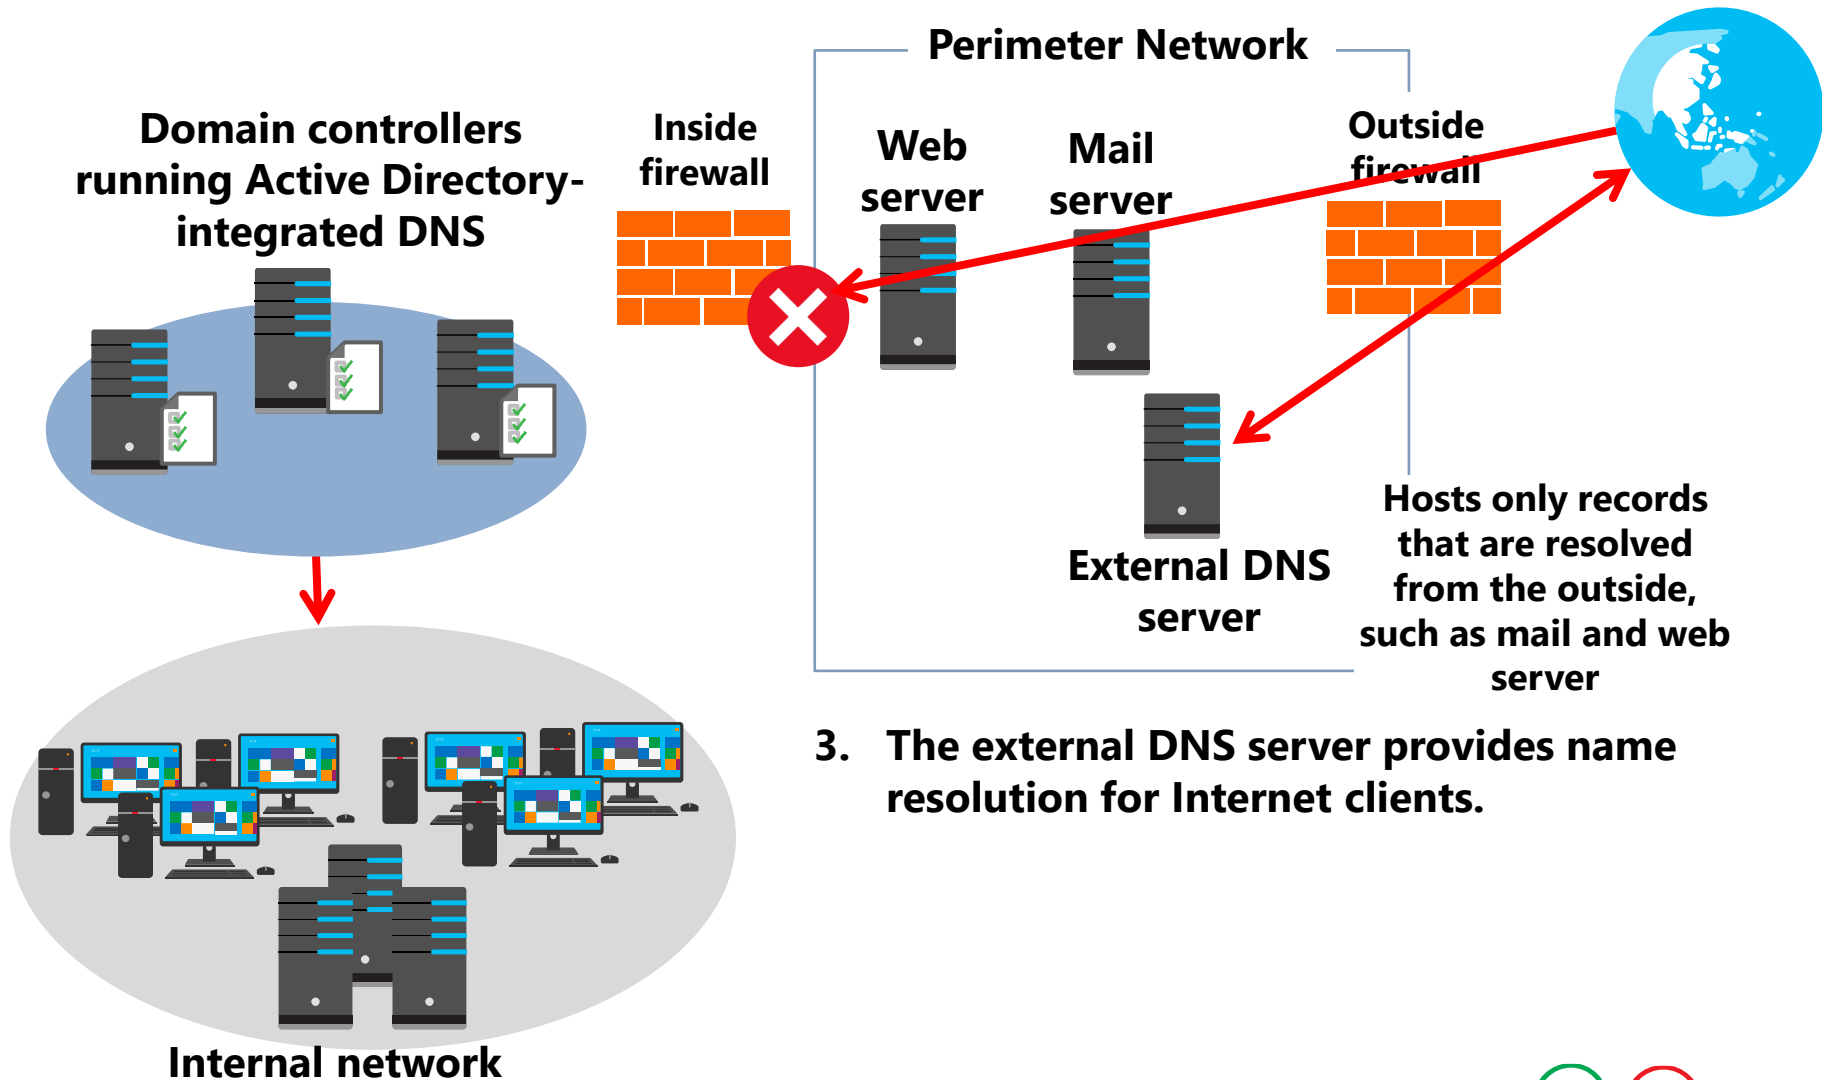 Perimeter Network
Domain controllers
running Active Directory-
integrated DNS
Inside
firewall
Web
server
Mail
server
Outside
firewall
External DNS
server
Hosts only records
that are resolved
from the outside,
such as mail and web
server
3. The external DNS server provides name
resolution for Internet clients.
Internal network